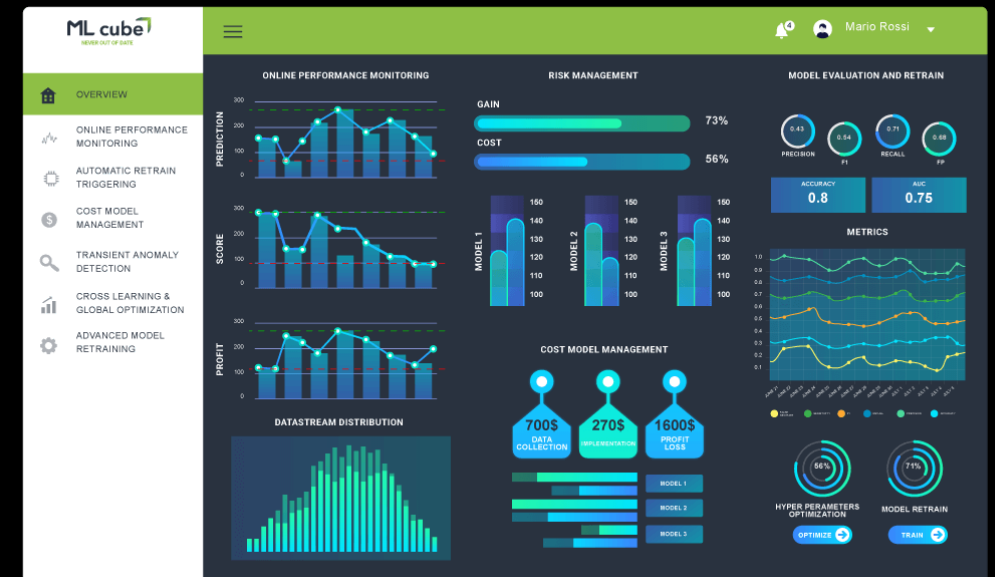 ML cube
NEVER OUT OF DATE
4
Mario Rossi
OVERVIEW
ONLINE PERFORMANCE
MONITORING
AUTOMATIC RETRAIN
TRIGGERING
COST MODEL
MANAGEMENT
TRANSIENT ANOMALY
DETECTION
CROSS LEARNING &
GLOBAL OPTIMIZATION
ADVANCED MODEL
RETRAINING
ONLINE PERFORMANCE MONITORING
PREDICTION
300
200
100
0
SCORE
300
200
100
0
PROFIT
300
200
100
0
DATASTREAM DISTRIBUTION
RISK MANAGEMENT
GAIN
73%
COST
56%
MODEL 1
160
140
130
120
110
100
MODEL 2
160
140
130
120
110
100
MODEL 3
160
140
130
120
110
100
COST MODEL MANAGEMENT
700$
DATA
COLLECTION
270$
IMPLEMENTATION
1600$
PROFIT
LOSS
MODEL 1
MODEL 2
MODEL 3
MODEL EVALUATION AND RETRAIN
0.43
PRECISION
0.54
F1
0.71
RECALL
0.68
FP
ACCURACY
0.8
AUC
0.75
METRICS
1.0
0.9
0.8
0.7
0.6
0.5
0.4
0.3
0.2
0.1
56%
HYPER PERAMETERS
OPTIMIZATION
OPTIMIZE
71%
MODEL RETRAIN
TRAIN